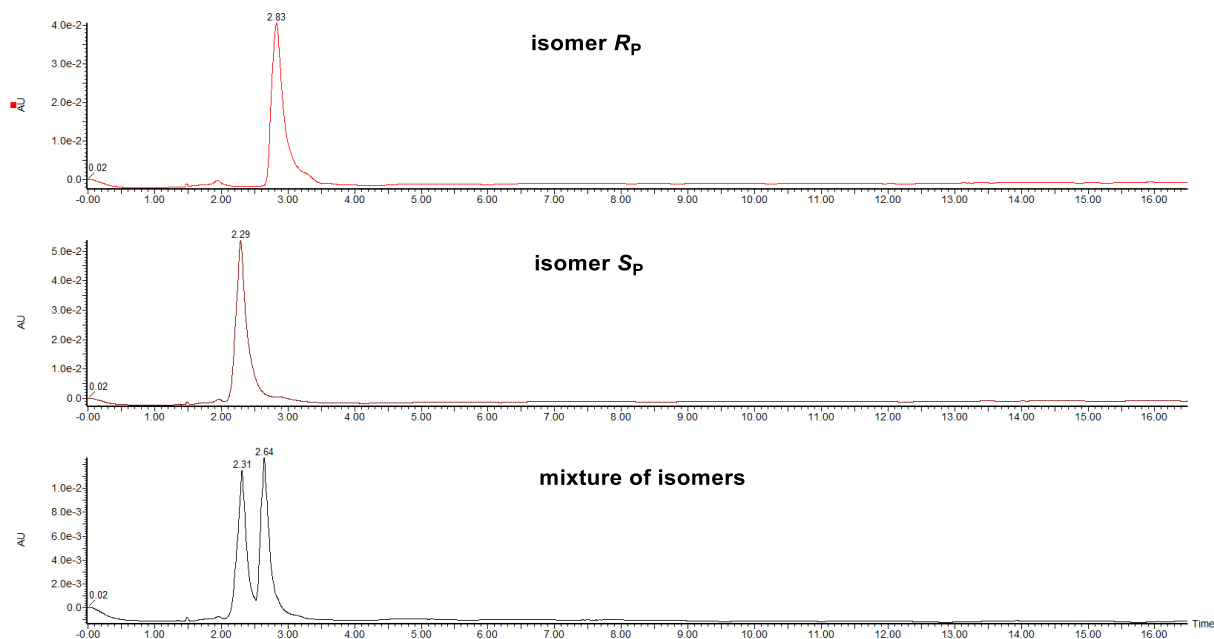 4.0e-2
2.83
isomer RP
3.0e-2
AU
2.0e-2
1.0e-2
0.02
0.0
-0.00 1.00 2.00 3.00 4.00 5.00 6.00 7.00 8.00 9.00 10.00 11.00 12.00 13.00 14.00 15.00 16.00
2.29
5.0e-2
isomer SP
4.0e-2
3.0e-2
AU
2.0e-2
1.0e-2
0.02
0.0
-0.00 1.00 2.00 3.00 4.00 5.00 6.00 7.00 8.00 9.00 10.00 11.00 12.00 13.00 14.00 15.00 16.00
2.31 2.64
mixture of isomers
1.0e-2
8.0e-3
6.0e-3
AU
4.0e-3
2.0e-3
0.02
0.0
-0.00 1.00 2.00 3.00 4.00 5.00 6.00 7.00 8.00 9.00 10.00 11.00 12.00 13.00 14.00 15.00 16.00 Time